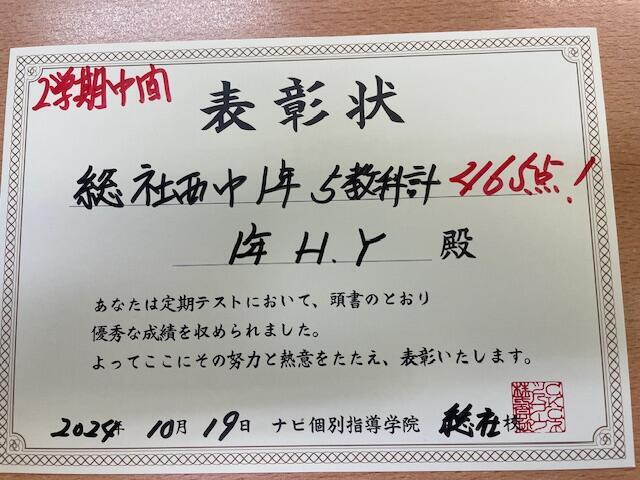 2学期中間
表彰状
総社西中1年 5教科計 465点!
1年 H.Y 殿
あなたは定期テストにおいて、頭書のとおり
優秀な成績を収められました。
よってここにその努力と熱意をたたえ、表彰いたします。
2024年 10月 19日 ナビ個別指導学院 総社校